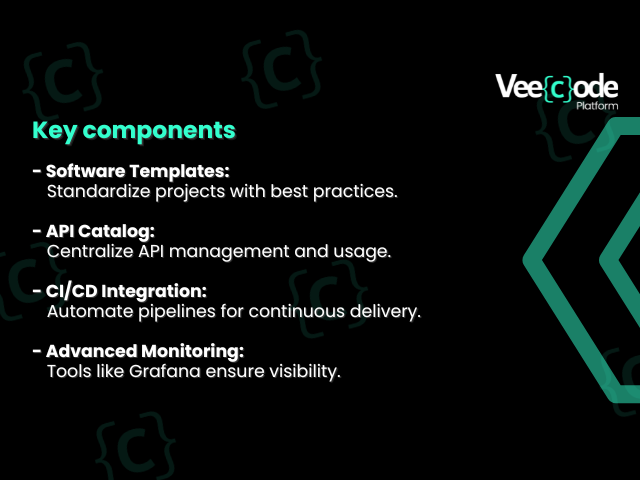 Vee{c}ode
Platform
Key components
- Software Templates:
Standardize projects with best practices.
- API Catalog:
Centralize API management and usage.
- CI/CD Integration:
Automate pipelines for continuous delivery.
- Advanced Monitoring:
Tools like Grafana ensure visibility.